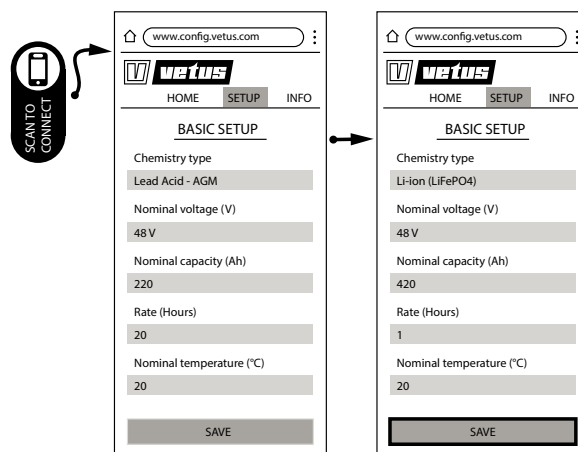 SCAN TO
CONNECT
www.config.vetus.com
V vetus
HOME SETUP INFO
BASIC SETUP
Chemistry type
Lead Acid - AGM
Nominal voltage (V)
48 V
Nominal capacity (Ah)
220
Rate (Hours)
20
Nominal temperature (°C)
20
SAVE
www.config.vetus.com
V vetus
HOME SETUP INFO
BASIC SETUP
Chemistry type
Li-ion (LiFePO4)
Nominal voltage (V)
48 V
Nominal capacity (Ah)
420
Rate (Hours)
1
Nominal temperature (°C)
20
SAVE